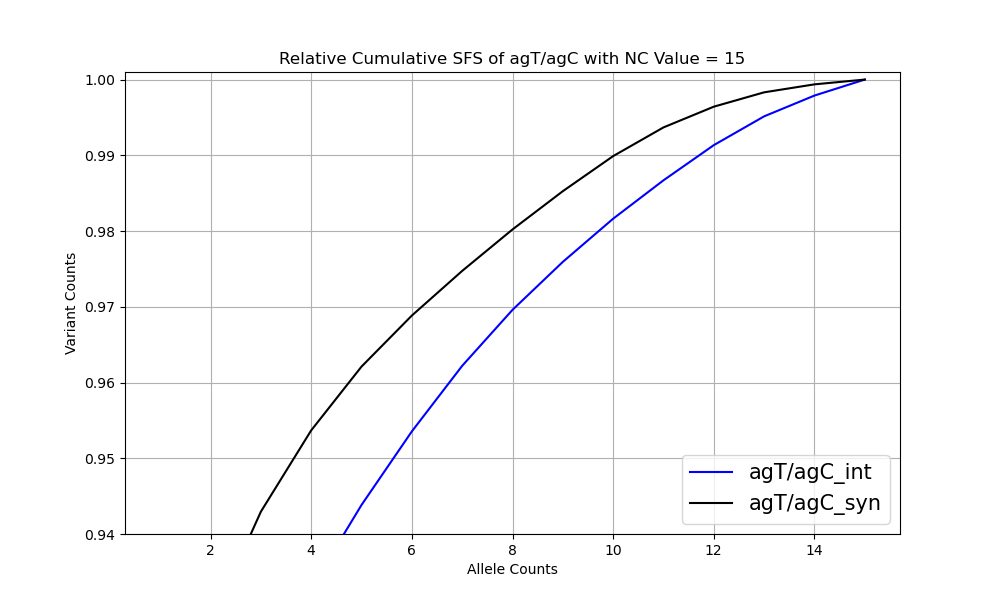 Relative Cumulative SFS of agT/agC with NC Value = 15
1.00
0.99
0.98
0.97
0.96
0.95
0.94
Variant Counts
agT/agC_int
agT/agC_syn
2 4 6 8 10 12 14
Allele Counts